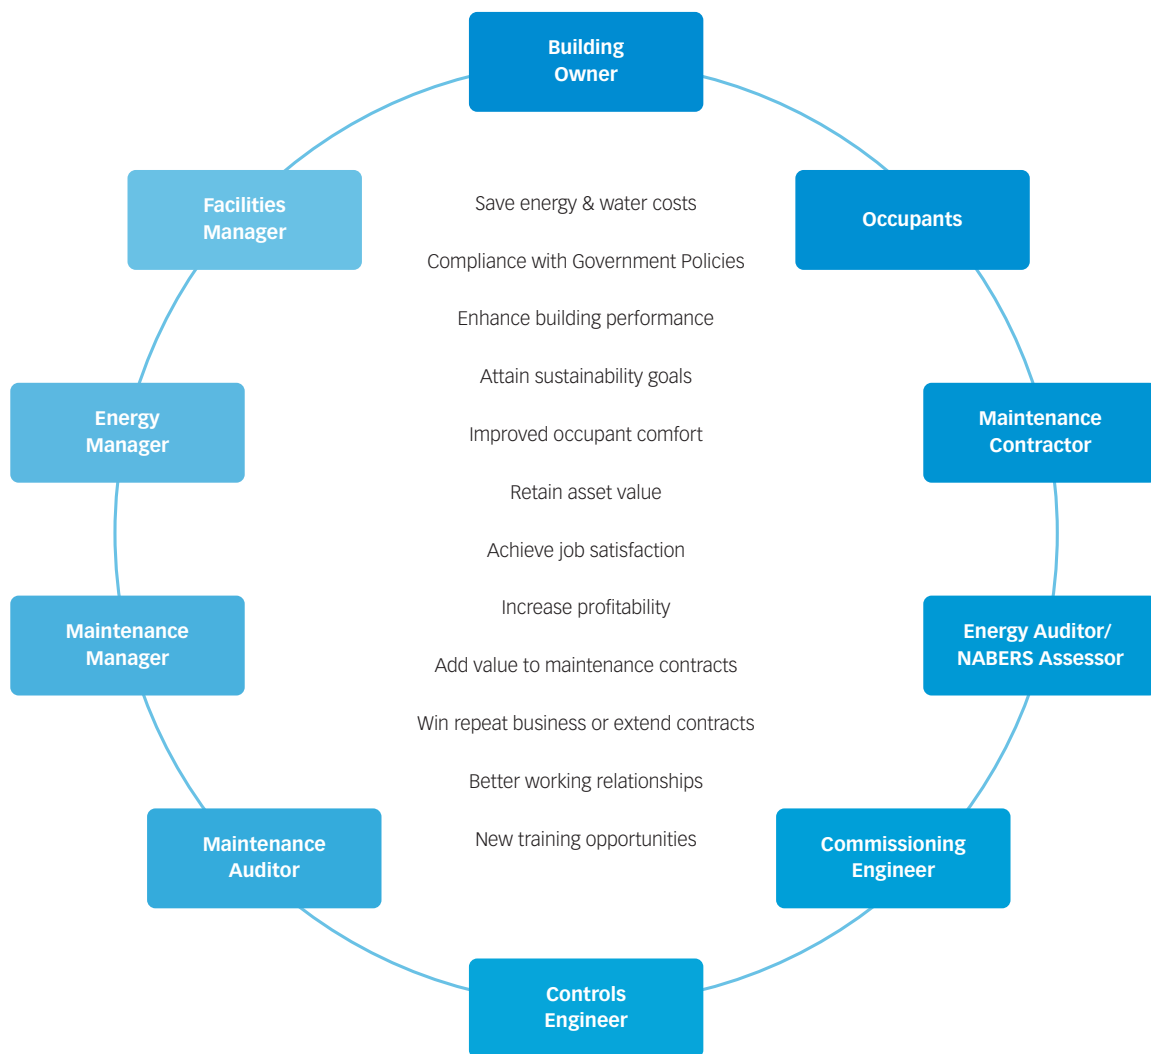 Building
Owner
Facilities
Manager
Save energy & water costs
Occupants
Compliance with Government Policies
Enhance building performance
Attain sustainability goals
Energy
Manager
Improved occupant comfort
Maintenance
Contractor
Retain asset value
Achieve job satisfaction
Increase profitability
Maintenance
Manager
Energy Auditor/
NABERS Assessor
Add value to maintenance contracts
Win repeat business or extend contracts
Better working relationships
Maintenance
Auditor
New training opportunities
Commissioning
Engineer
Controls
Engineer